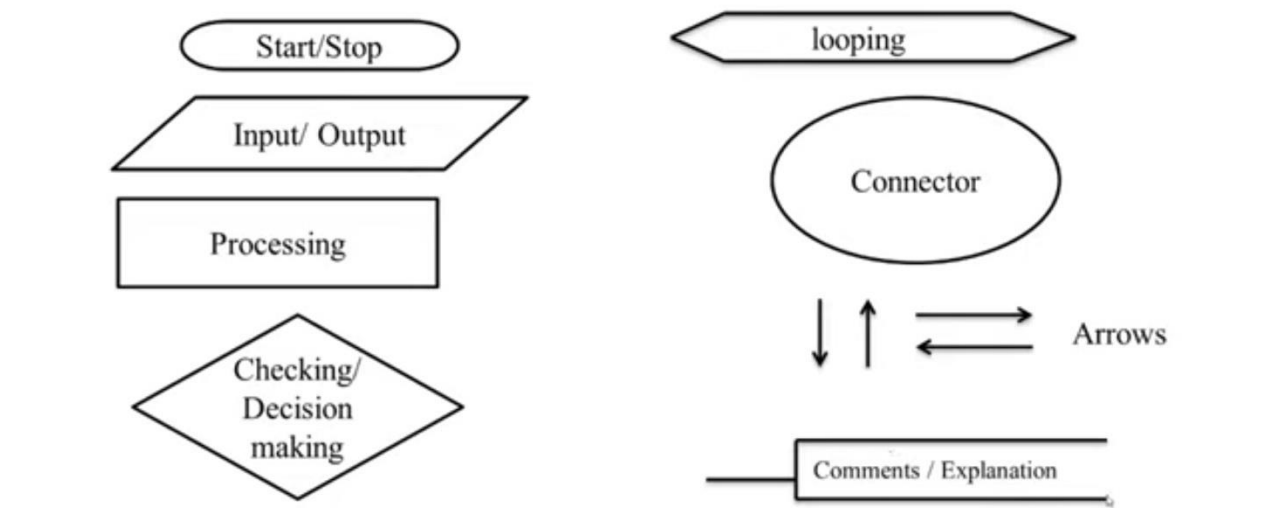 Start/Stop
Input/ Output
Processing
Checking/
Decision
making
looping
Connector
Arrows
Comments / Explanation